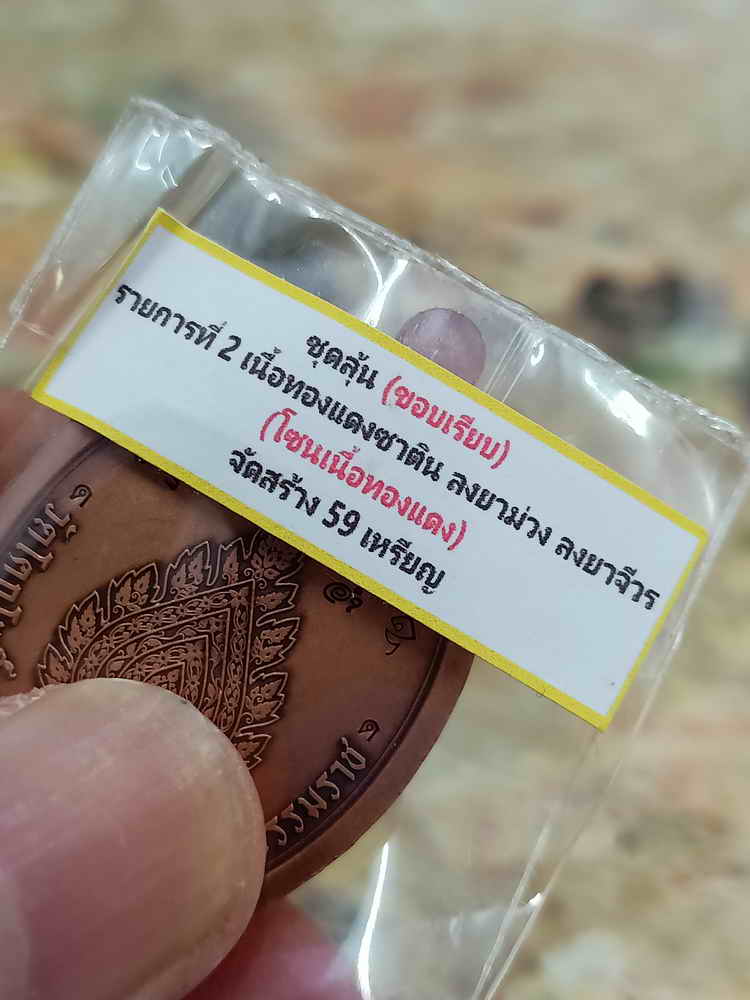 ชุดลุ้น (ขอบเรียบ)
รายการที่ 2 เนื้อทองแดงซาติน ลงยาม่วง ลงยาจีวร
(โซนเนื้อทองแดง)
จัดสร้าง 59 เหรียญ